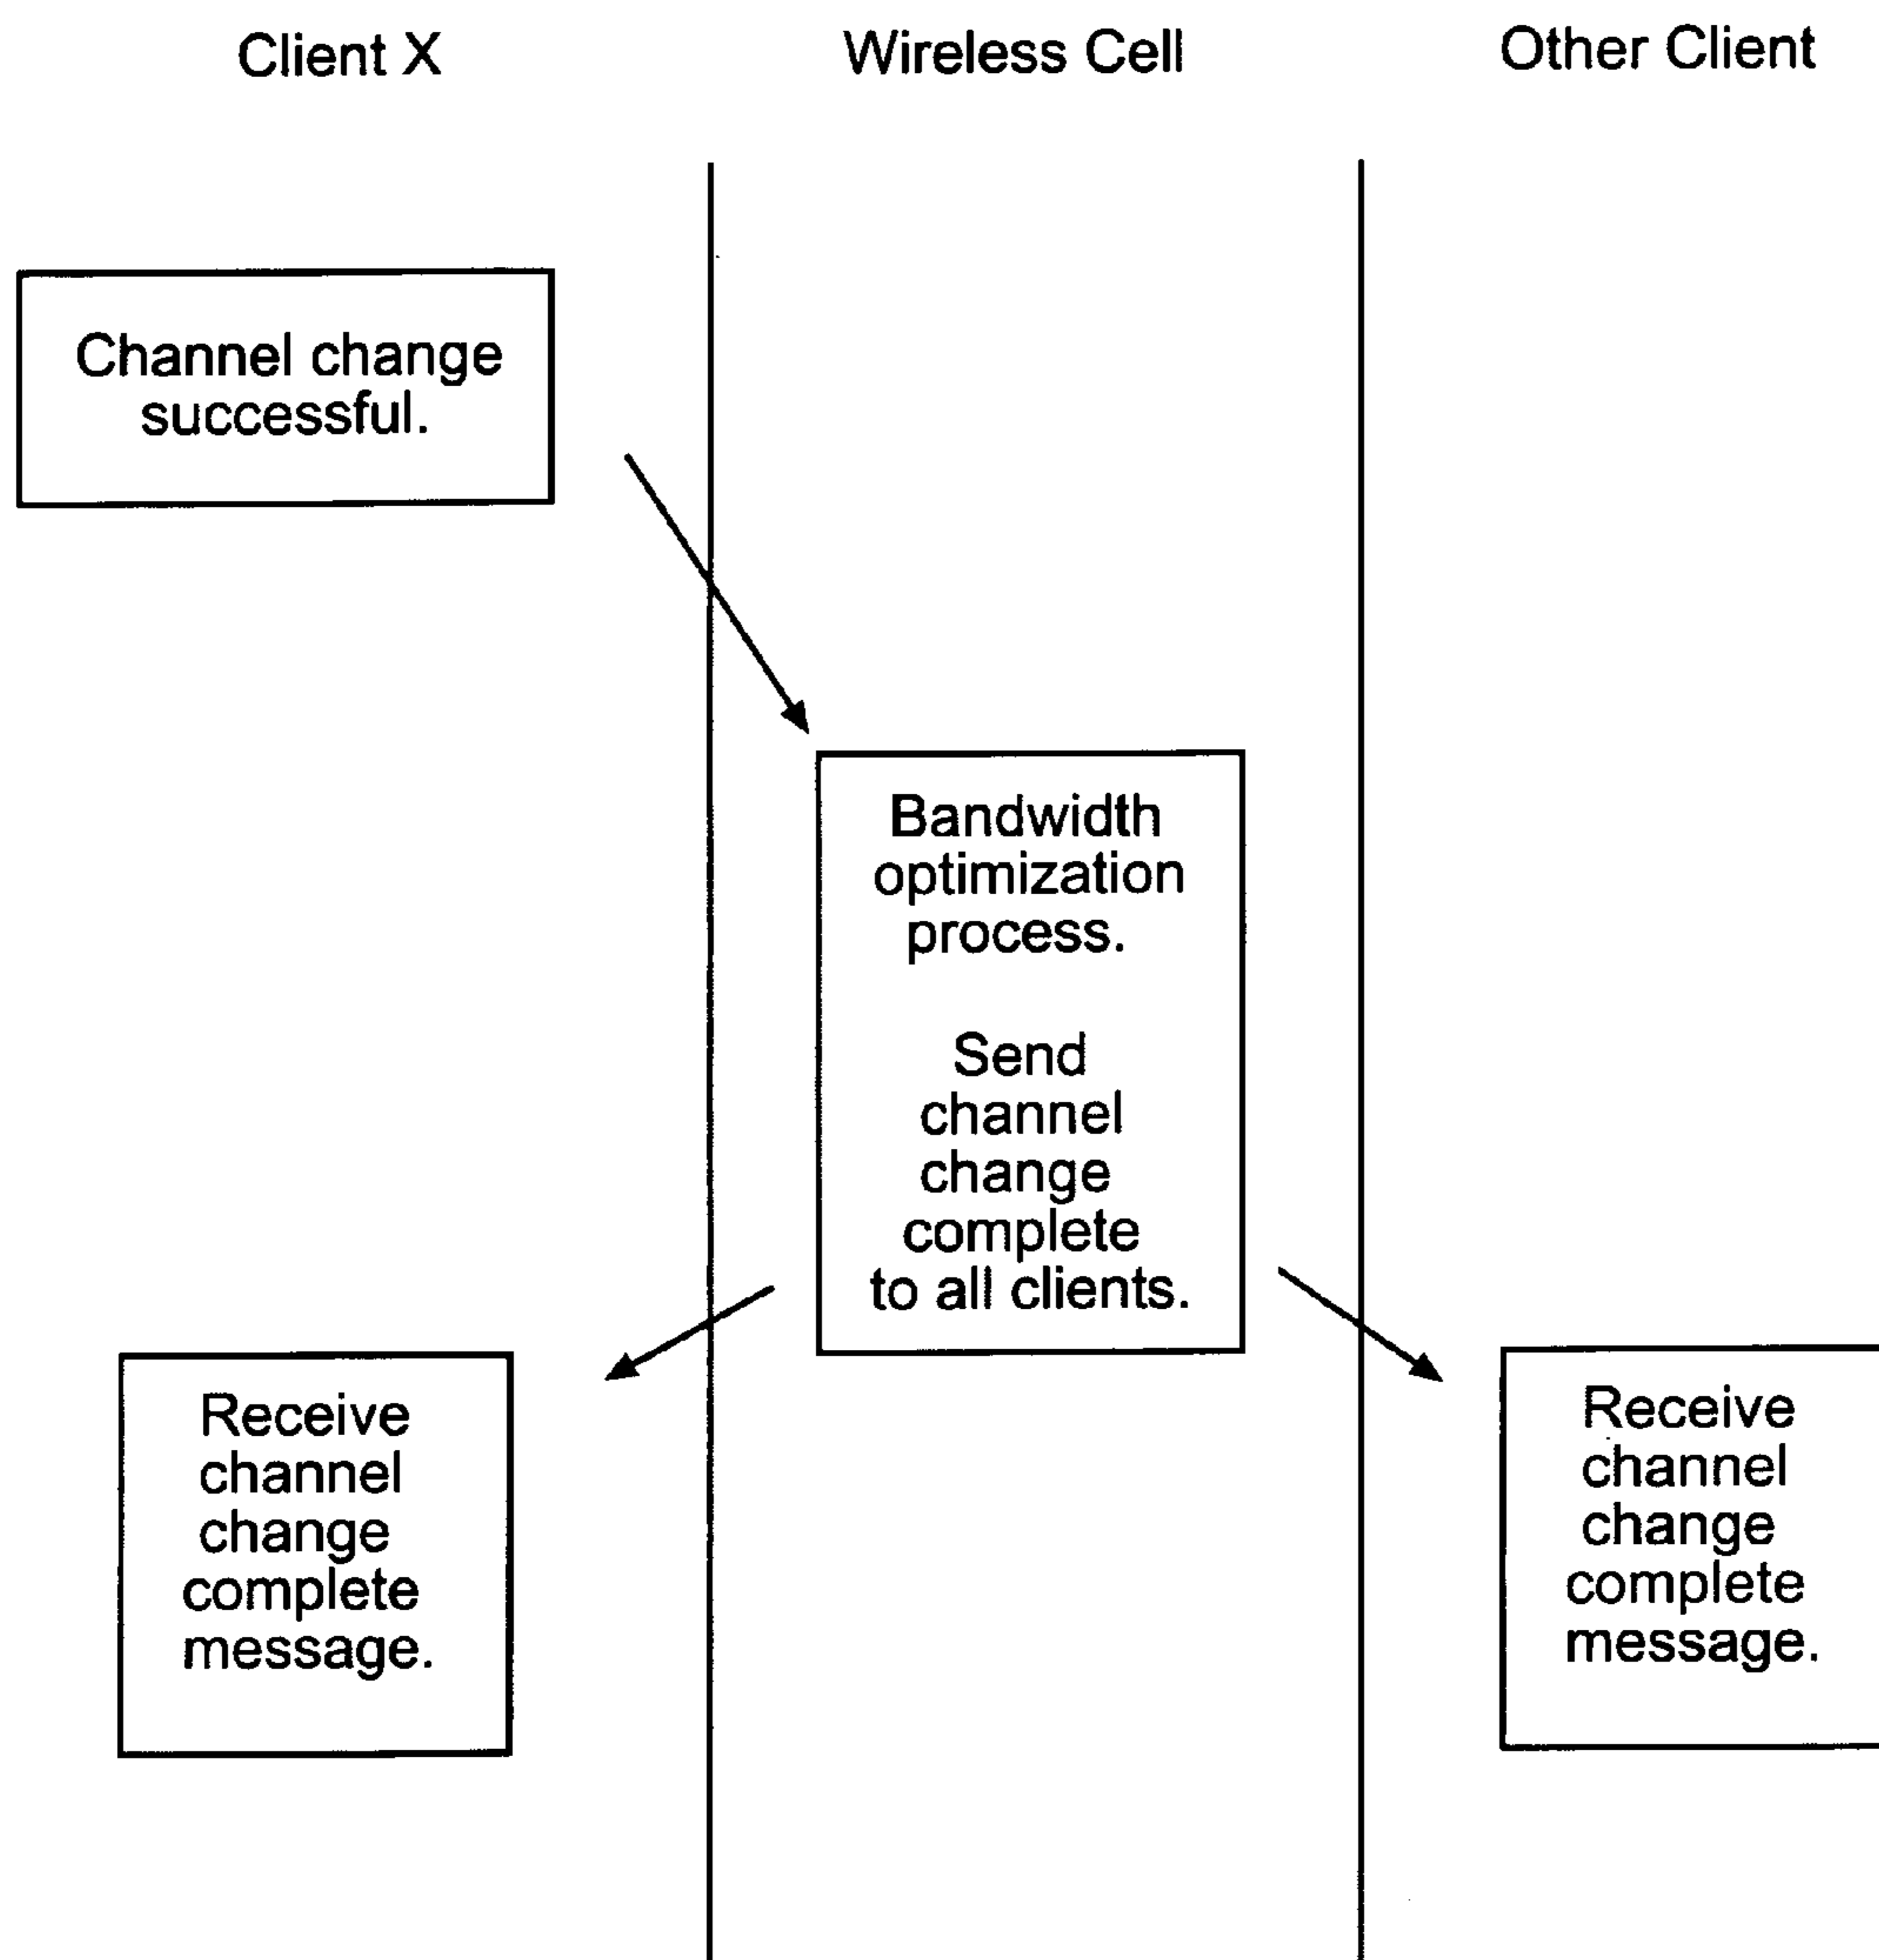 Client X
Wireless Cell
Other Client
Channel change
successful.
Bandwidth
optimization
process.
Send
channel
change
complete
to all clients.
Receive
channel
change
complete
message.
Receive
channel
change
complete
message.